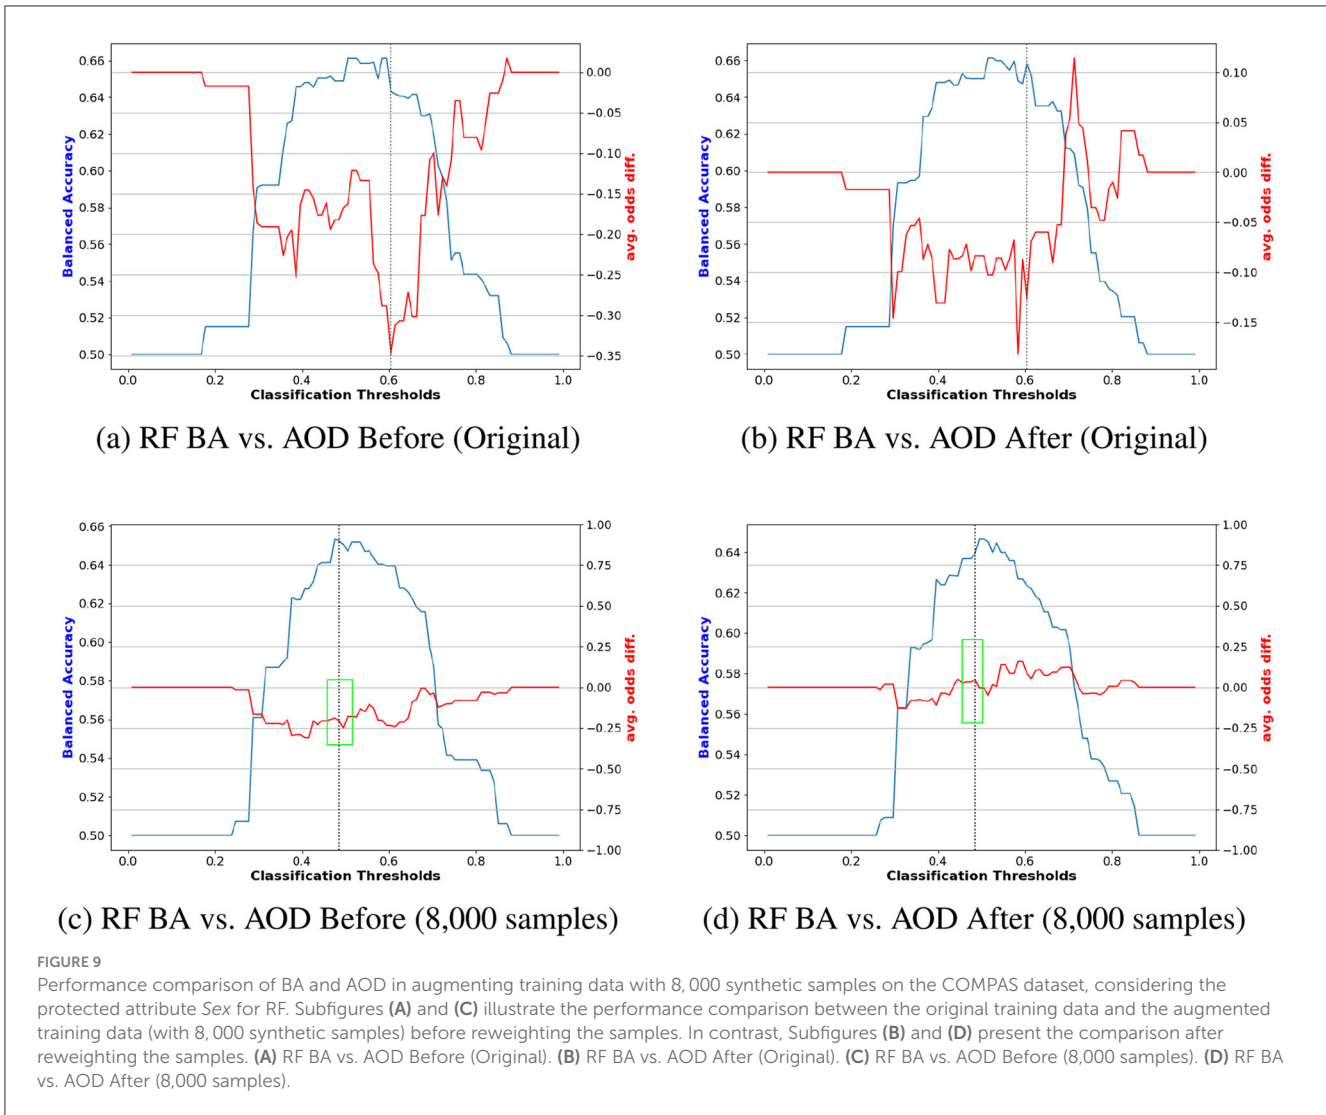 0.66
0.64
0.62
0.60
0.58
0.56
0.54
0.52
0.50
Balanced Accuracy
0.00
−0.05
−0.10
−0.15
−0.20
−0.25
−0.30
−0.35
avg. odds diff.
0.0 0.2 0.4 0.6 0.8 1.0
Classification Thresholds
(a) RF BA vs. AOD Before (Original)
0.66
0.64
0.62
0.60
0.58
0.56
0.54
0.52
0.50
Balanced Accuracy
0.10
0.05
0.00
−0.05
−0.10
−0.15
avg. odds diff.
0.0 0.2 0.4 0.6 0.8 1.0
Classification Thresholds
(b) RF BA vs. AOD After (Original)
0.66
0.64
0.62
0.60
0.58
0.56
0.54
0.52
0.50
Balanced Accuracy
1.00
0.75
0.50
0.25
0.00
−0.25
−0.50
−0.75
−1.00
avg. odds diff.
0.0 0.2 0.4 0.6 0.8 1.0
Classification Thresholds
(c) RF BA vs. AOD Before (8,000 samples)
0.64
0.62
0.60
0.58
0.56
0.54
0.52
0.50
Balanced Accuracy
1.00
0.75
0.50
0.25
0.00
−0.25
−0.50
−0.75
−1.00
avg. odds diff.
0.0 0.2 0.4 0.6 0.8 1.0
Classification Thresholds
(d) RF BA vs. AOD After (8,000 samples)
FIGURE 9
Performance comparison of BA and AOD in augmenting training data with 8, 000 synthetic samples on the COMPAS dataset, considering the
protected attribute Sex for RF. Subfigures (A) and (C) illustrate the performance comparison between the original training data and the augmented
training data (with 8, 000 synthetic samples) before reweighting the samples. In contrast, Subfigures (B) and (D) present the comparison after
reweighting the samples. (A) RF BA vs. AOD Before (Original). (B) RF BA vs. AOD After (Original). (C) RF BA vs. AOD Before (8,000 samples). (D) RF BA
vs. AOD After (8,000 samples).